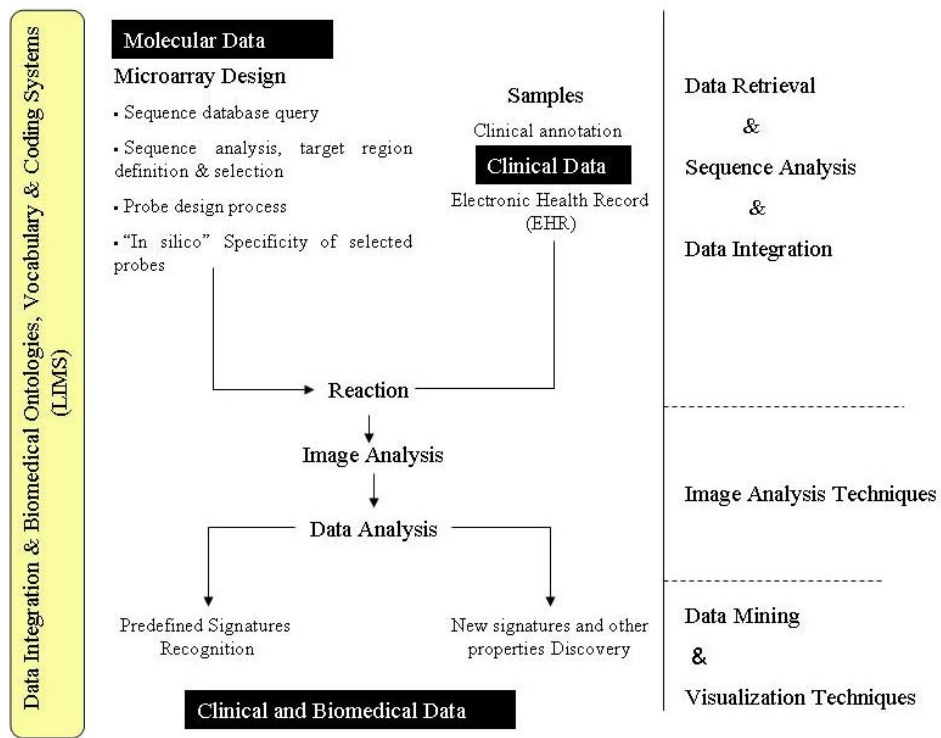 Data Integration & Biomedical Ontologies, Vocabulary & Coding Systems
(LIMS)
Molecular Data
Microarray Design
▪ Sequence database query
▪ Sequence analysis, target region
definition & selection
▪ Probe design process
▪ “In silico” Specificity of selected
probes
Samples
Clinical annotation
Clinical Data
Electronic Health Record
(EHR)
Reaction
Image Analysis
Data Analysis
Predefined Signatures
Recognition
New signatures and other
properties Discovery
Clinical and Biomedical Data
Data Retrieval
&
Sequence Analysis
&
Data Integration
Image Analysis Techniques
Data Mining
&
Visualization Techniques